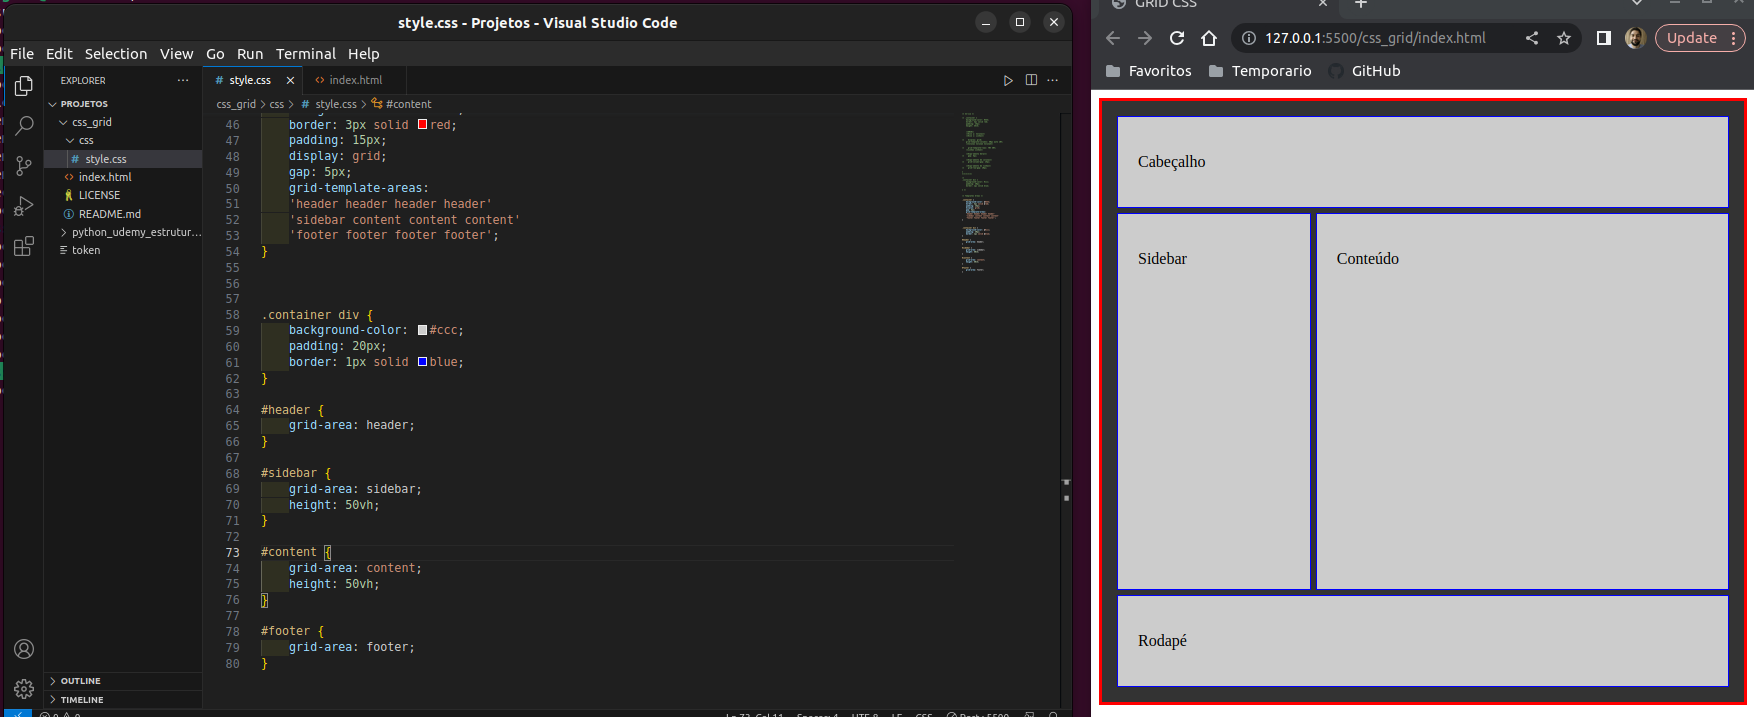 style.css - Projetos - Visual Studio Code
File Edit Selection View Go Run Terminal Help
EXPLORER
PROJETOS
css_grid
css
# style.css
index.html
LICENSE
README.md
python_udemy_estrutur...
token
OUTLINE
TIMELINE
# style.css
index.html
css_grid > css > # style.css > #content
46 border: 3px solid red;
47 padding: 15px;
48 display: grid;
49 gap: 5px;
50 grid-template-areas:
51 'header header header header'
52 'sidebar content content content'
53 'footer footer footer footer';
54 }
55
56
57
58 .container div {
59 background-color: #ccc;
60 padding: 20px;
61 border: 1px solid blue;
62 }
63
64 #header {
65 grid-area: header;
66 }
67
68 #sidebar {
69 grid-area: sidebar;
70 height: 50vh;
71 }
72
73 #content {
74 grid-area: content;
75 height: 50vh;
76 }
77
78 #footer {
79 grid-area: footer;
80 }
GRID CSS
127.0.0.1:5500/css_grid/index.html
Update
Favoritos Temporario GitHub
Cabeçalho
Sidebar
Conteúdo
Rodapé